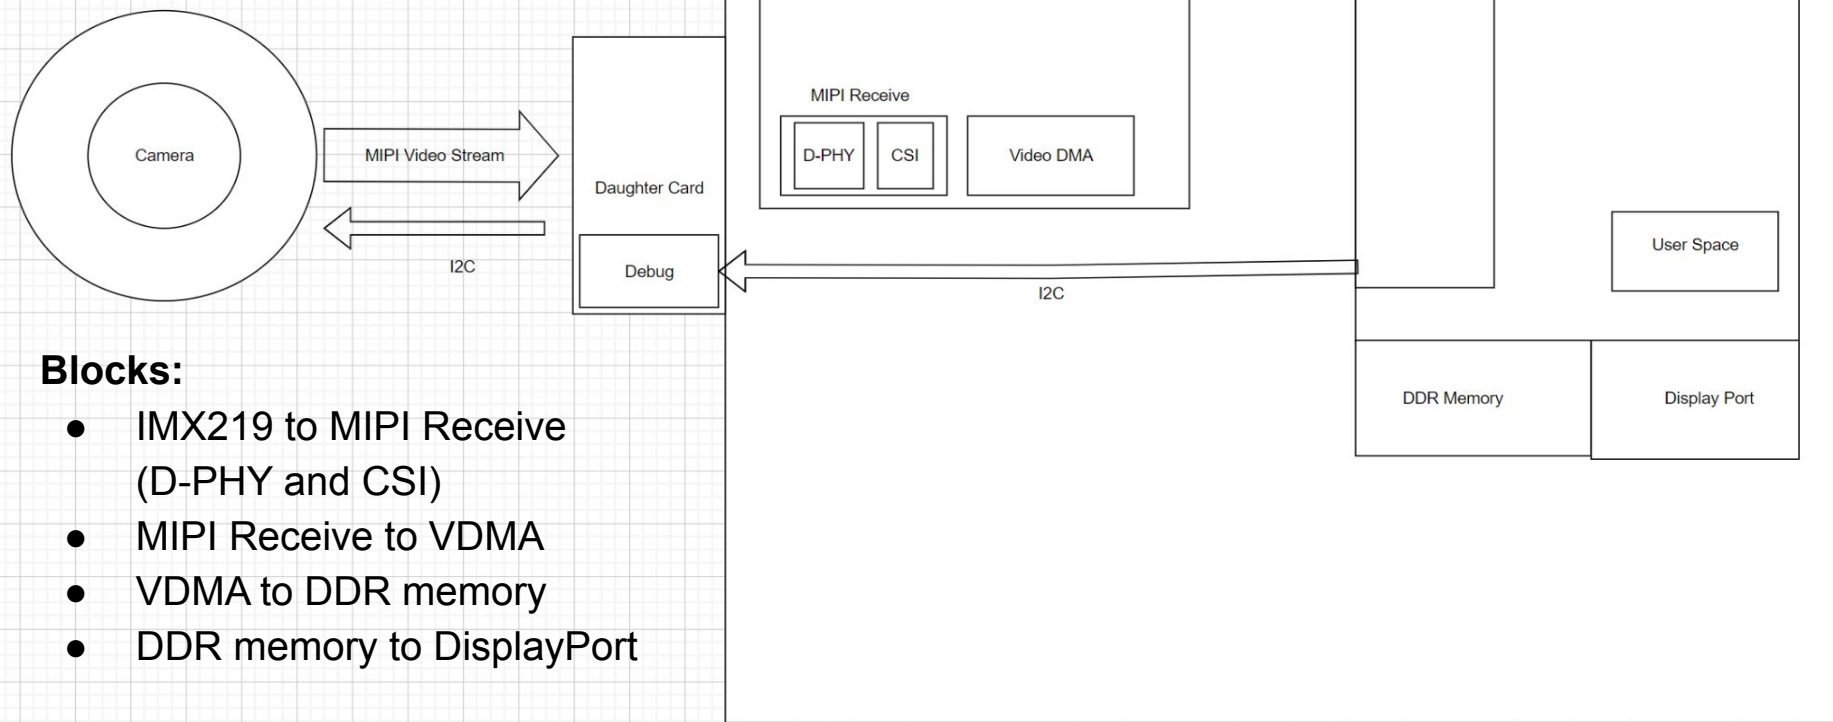 Camera
MIPI Video Stream
I2C
Daughter Card
Debug
MIPI Receive
D-PHY
CSI
Video DMA
I2C
User Space
DDR Memory
Display Port
Blocks:
● IMX219 to MIPI Receive
(D-PHY and CSI)
● MIPI Receive to VDMA
● VDMA to DDR memory
● DDR memory to DisplayPort